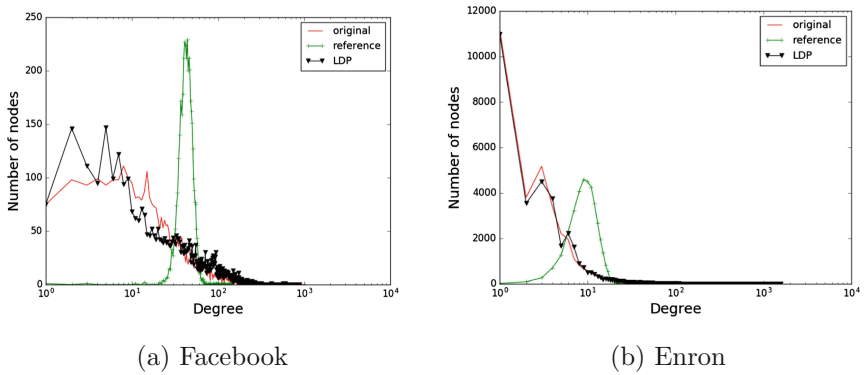 250
200
150
100
50
0
Number of nodes
original
reference
LDP
10^0
10^1
10^2
10^3
10^4
Degree
(a) Facebook
12000
10000
8000
6000
4000
2000
0
Number of nodes
original
reference
LDP
10^0
10^1
10^2
10^3
10^4
Degree
(b) Enron